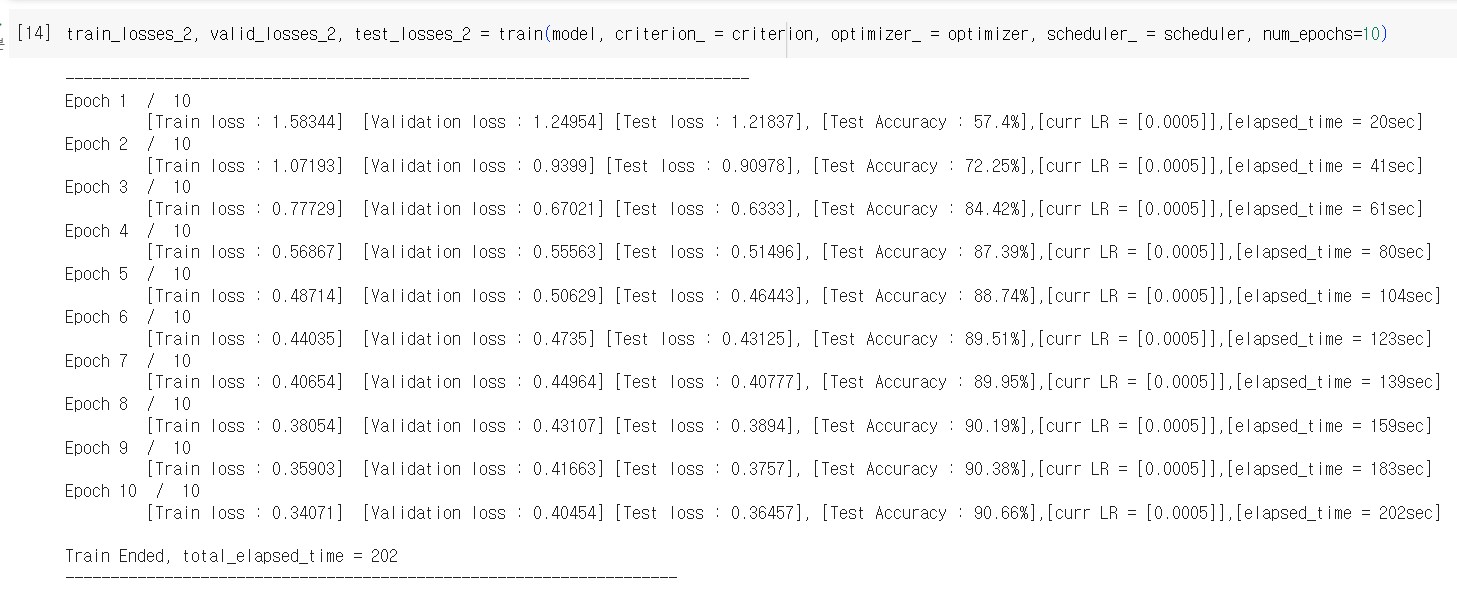 [14] train_losses_2, valid_losses_2, test_losses_2 = train(model, criterion_ = criterion, optimizer_ = optimizer, scheduler_ = scheduler, num_epochs=10)
----------------------------------------------------------------------------
Epoch 1  /  10
[Train loss : 1.58344]  [Validation loss : 1.24954] [Test loss : 1.21837], [Test Accuracy : 57.4%],[curr LR = [0.0005]],[elapsed_time = 20sec]
Epoch 2  /  10
[Train loss : 1.07193]  [Validation loss : 0.9399] [Test loss : 0.90978], [Test Accuracy : 72.25%],[curr LR = [0.0005]],[elapsed_time = 41sec]
Epoch 3  /  10
[Train loss : 0.77729]  [Validation loss : 0.67021] [Test loss : 0.6333], [Test Accuracy : 84.42%],[curr LR = [0.0005]],[elapsed_time = 61sec]
Epoch 4  /  10
[Train loss : 0.56867]  [Validation loss : 0.55563] [Test loss : 0.51496], [Test Accuracy : 87.39%],[curr LR = [0.0005]],[elapsed_time = 80sec]
Epoch 5  /  10
[Train loss : 0.48714]  [Validation loss : 0.50629] [Test loss : 0.46443], [Test Accuracy : 88.74%],[curr LR = [0.0005]],[elapsed_time = 104sec]
Epoch 6  /  10
[Train loss : 0.44035]  [Validation loss : 0.4735] [Test loss : 0.43125], [Test Accuracy : 89.51%],[curr LR = [0.0005]],[elapsed_time = 123sec]
Epoch 7  /  10
[Train loss : 0.40654]  [Validation loss : 0.44964] [Test loss : 0.40777], [Test Accuracy : 89.95%],[curr LR = [0.0005]],[elapsed_time = 139sec]
Epoch 8  /  10
[Train loss : 0.38054]  [Validation loss : 0.43107] [Test loss : 0.3894], [Test Accuracy : 90.19%],[curr LR = [0.0005]],[elapsed_time = 159sec]
Epoch 9  /  10
[Train loss : 0.35903]  [Validation loss : 0.41663] [Test loss : 0.3757], [Test Accuracy : 90.38%],[curr LR = [0.0005]],[elapsed_time = 183sec]
Epoch 10  /  10
[Train loss : 0.34071]  [Validation loss : 0.40454] [Test loss : 0.36457], [Test Accuracy : 90.66%],[curr LR = [0.0005]],[elapsed_time = 202sec]
Train Ended, total_elapsed_time = 202
--------------------------------------------------------------------